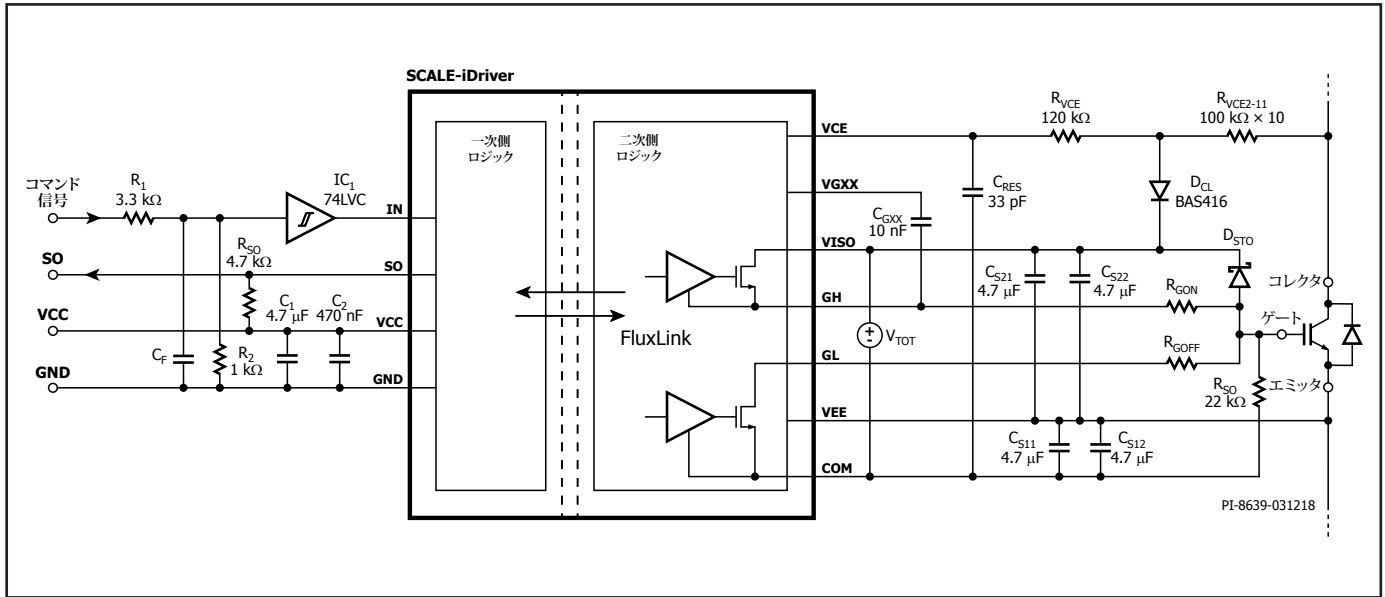 SCALE-iDriver
一次側
ロジック
二次側
ロジック
FluxLink
コマンド
信号
SO
VCC
GND
R1
3.3 kΩ
IC1
74LVC
RSO
4.7 kΩ
C1
4.7 μF
C2
470 nF
CF
R2
1 kΩ
IN
SO
VCC
GND
VCE
VGXX
VISO
GH
GL
VEE
COM
VTOT
RVCE
120 kΩ
RVCE2-11
100 kΩ × 10
CRES
33 pF
CGXX
10 nF
DCL
BAS416
DSTO
CS21
4.7 μF
CS22
4.7 μF
RGON
RGOFF
コレクタ
ゲート
エミッタ
RSO
22 kΩ
CS11
4.7 μF
CS12
4.7 μF
PI-8639-031218